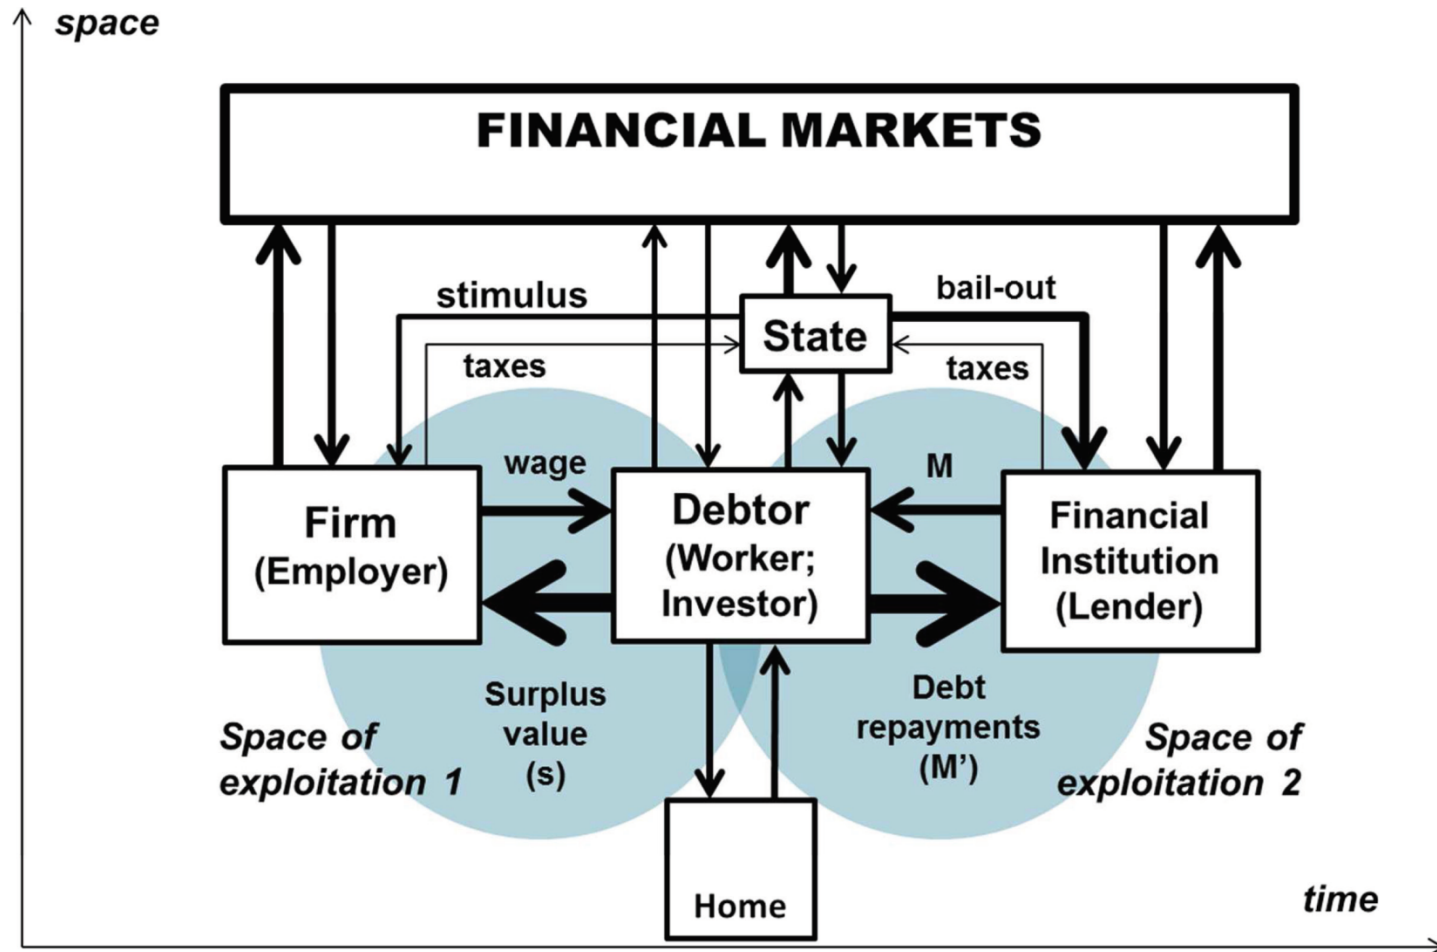 space
FINANCIAL MARKETS
stimulus
bail-out
State
taxes
taxes
wage
M
Firm
(Employer)
Debtor
(Worker;
Investor)
Financial
Institution
(Lender)
Surplus
value
(s)
Debt
repayments
(M’)
Space of
exploitation 1
Space of
exploitation 2
Home
time